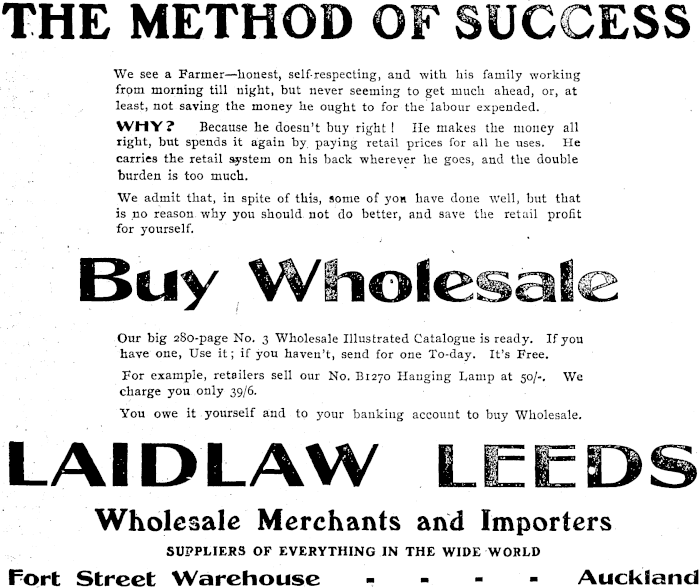 THE METHOD OF SUCCESS
We see a Farmer—honest, self-respecting, and with his family working
from morning till night, but never seeming to get much ahead, or, at
least, not saving the money he ought to for the labour expended.
WHY? Because he doesn't buy right! He makes the money all
right, but spends it again by paying retail prices for all he uses. He
carries the retail system on his back wherever he goes, and the double
burden is too much.
We admit that, in spite of this, some of you have done well, but that
is no reason why you should not do better, and save the retail profit
for yourself.
Buy Wholesale
Our big 280-page No. 3 Wholesale Illustrated Catalogue is ready. If you
have one, Use it; if you haven't, send for one To-day. It's Free.
For example, retailers sell our No. B1270 Hanging Lamp at 50/-. We
charge you only 39/6.
You owe it yourself and to your banking account to buy Wholesale.
LAIDLAW LEEDS
Wholesale Merchants and Importers
SUPPLIERS OF EVERYTHING IN THE WIDE WORLD
Fort Street Warehouse - - - - Auckland